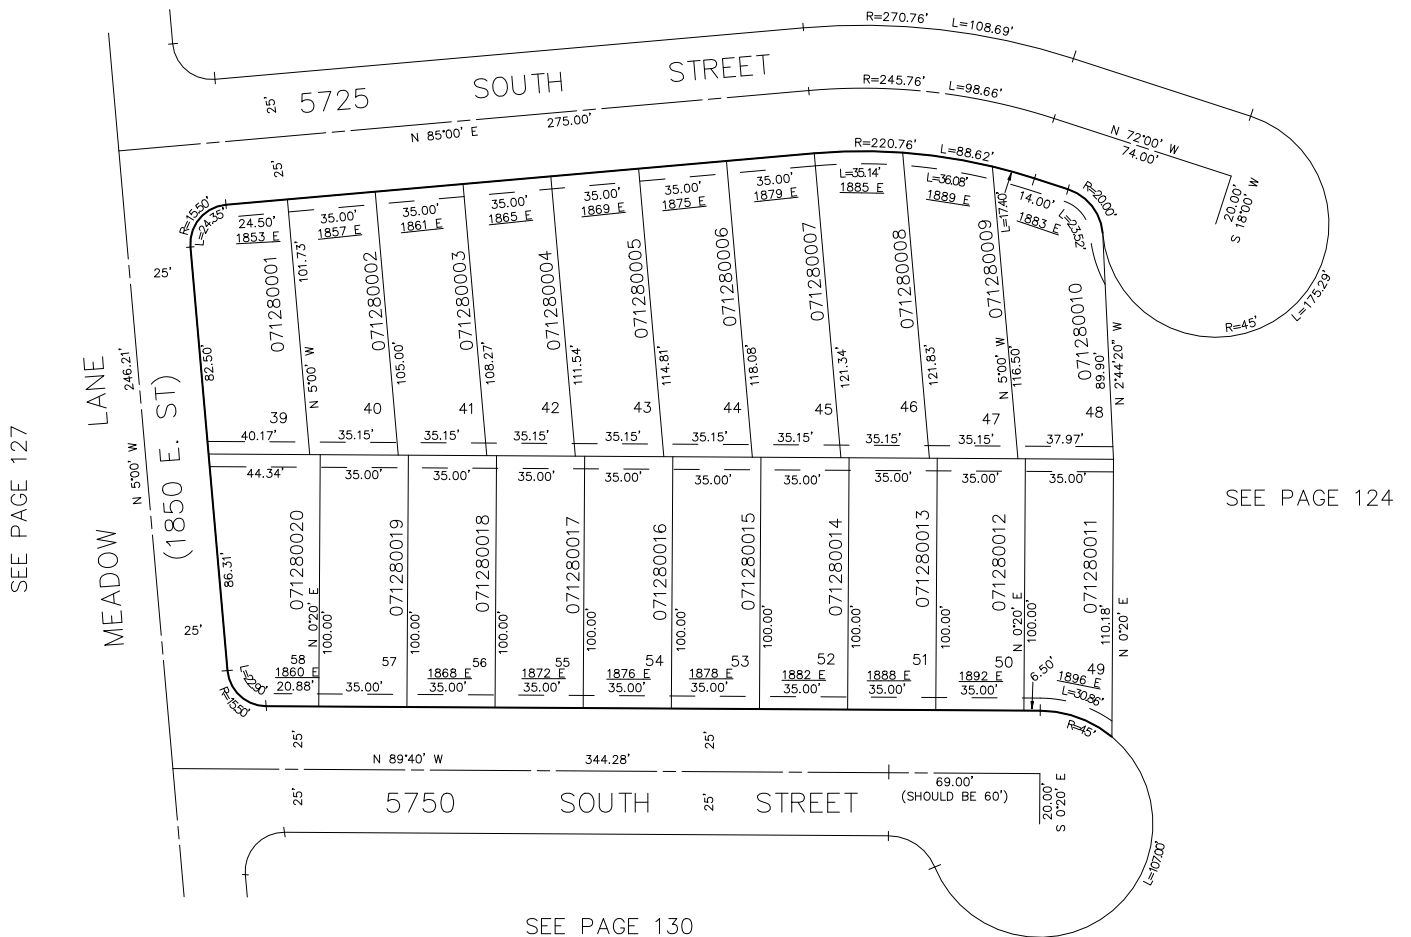 R=270.76'
L=108.69'
5725 SOUTH STREET
25'
R=245.76'
L=98.66'
N 85°00' E
275.00'
N 72°00' W
74.00'
25'
R=220.76'
L=88.62'
20.00'
S 18°00' W
R=15.50'
L=24.35'
24.50'
1853 E
35.00'
1857 E
35.00'
1861 E
35.00'
1865 E
35.00'
1869 E
35.00'
1875 E
35.00'
1879 E
L=35.14'
1885 E
L=36.08'
1889 E
L=17.40'
14.00'
1883 E
R=20.00'
L=23.52'
R=45'
L=175.29'
25'
071280001
071280002
071280003
071280004
071280005
071280006
071280007
071280008
071280009
071280010
82.50'
101.73'
N 5°00' W
105.00'
108.27'
111.54'
114.81'
118.08'
121.34'
121.83'
N 5°00' W
116.50'
89.90'
N 2°44'20" W
39
40
41
42
43
44
45
46
47
48
40.17'
35.15'
35.15'
35.15'
35.15'
35.15'
35.15'
35.15'
35.15'
37.97'
MEADOW LANE
(1850 E. ST)
246.21'
N 5°00' W
SEE PAGE 127
SEE PAGE 124
44.34'
35.00'
35.00'
35.00'
35.00'
35.00'
35.00'
35.00'
35.00'
35.00'
86.31'
071280020
071280019
071280018
071280017
071280016
071280015
071280014
071280013
071280012
071280011
N 0°20' E
100.00'
100.00'
100.00'
100.00'
100.00'
100.00'
100.00'
100.00'
N 0°20' E
100.00'
110.18'
N 0°20' E
25'
58
57
56
55
54
53
52
51
50
49
1860 E
20.88'
35.00'
1868 E
35.00'
1872 E
35.00'
1876 E
35.00'
1878 E
35.00'
1882 E
35.00'
1888 E
35.00'
1892 E
35.00'
6.50'
1896 E
L=30.86'
R=45'
L=22.90'
R=15.50'
25'
25'
N 89°40' W
344.28'
69.00'
(SHOULD BE 60')
20.00'
S 0°20' E
25'
25'
5750 SOUTH STREET
L=107.00'
SEE PAGE 130